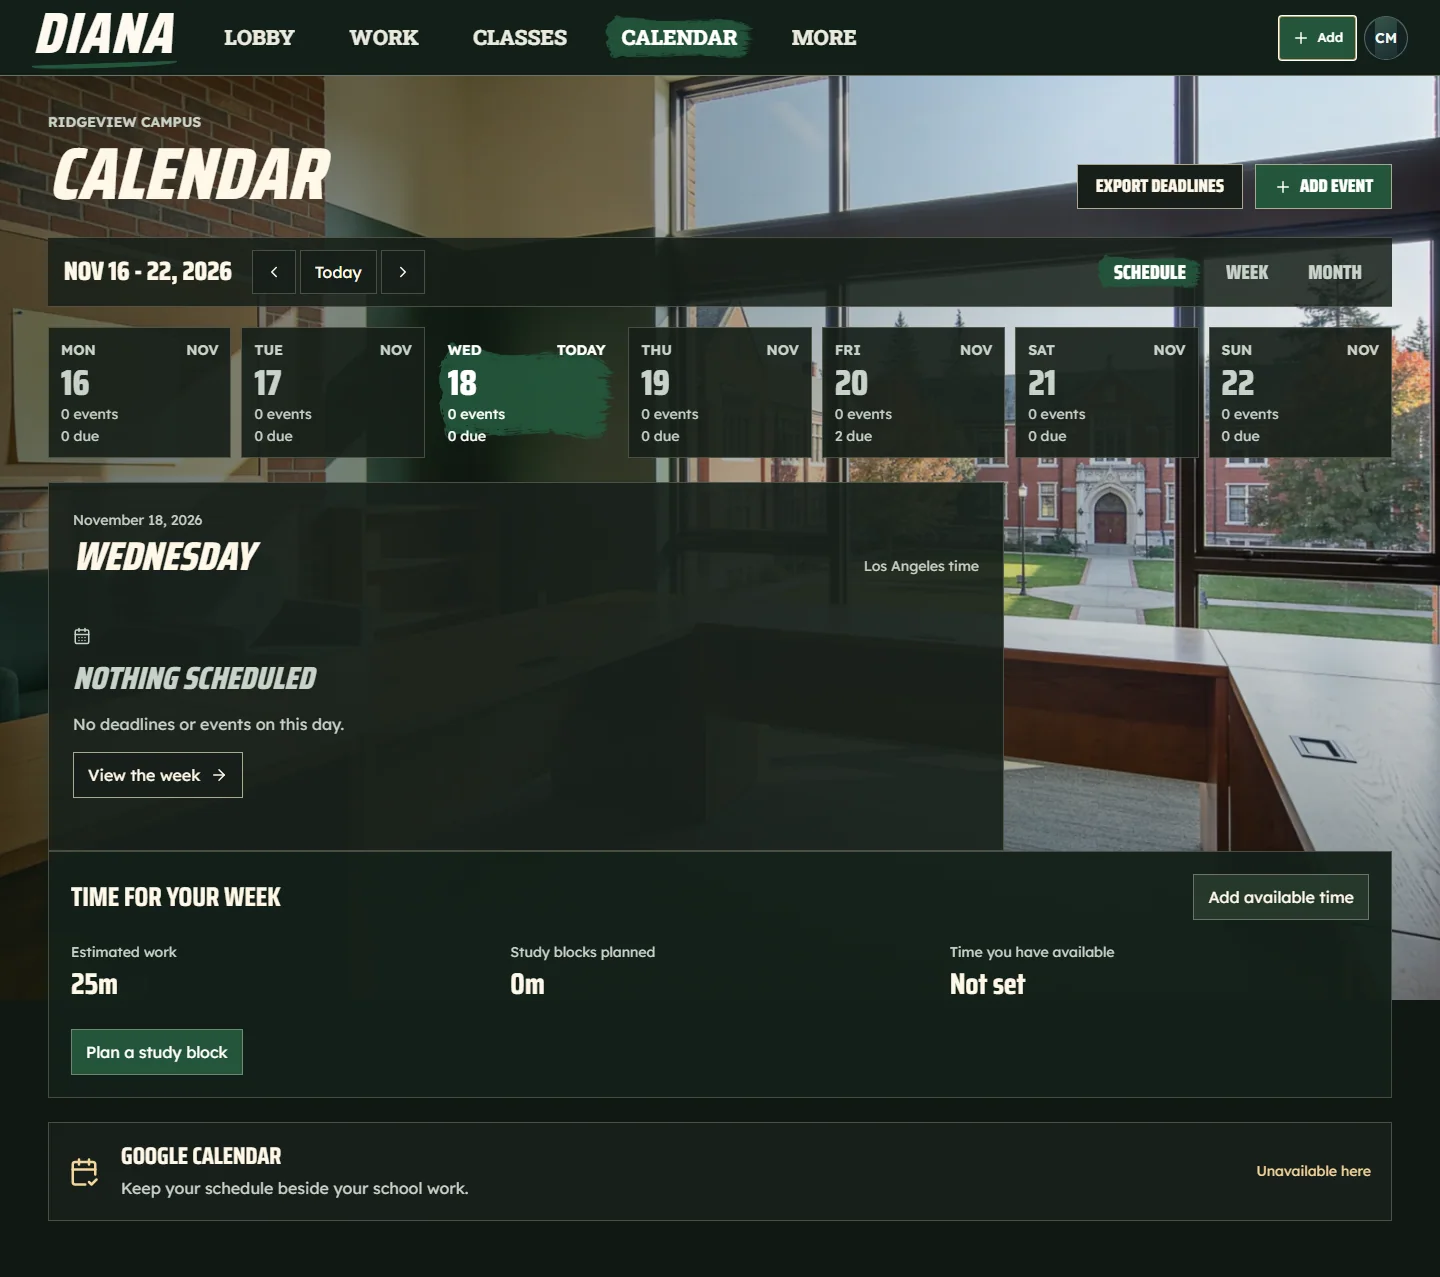 DIANA
LOBBY
WORK
CLASSES
CALENDAR
MORE
+ Add
CM
RIDGEVIEW CAMPUS
CALENDAR
EXPORT DEADLINES
+ ADD EVENT
NOV 16 - 22, 2026
Today
SCHEDULE
WEEK
MONTH
MON NOV
16
0 events
0 due
TUE NOV
17
0 events
0 due
WED TODAY
18
0 events
0 due
THU NOV
19
0 events
0 due
FRI NOV
20
0 events
2 due
SAT NOV
21
0 events
0 due
SUN NOV
22
0 events
0 due
November 18, 2026
WEDNESDAY
Los Angeles time
NOTHING SCHEDULED
No deadlines or events on this day.
View the week
TIME FOR YOUR WEEK
Add available time
Estimated work
25m
Study blocks planned
0m
Time you have available
Not set
Plan a study block
GOOGLE CALENDAR
Keep your schedule beside your school work.
Unavailable here